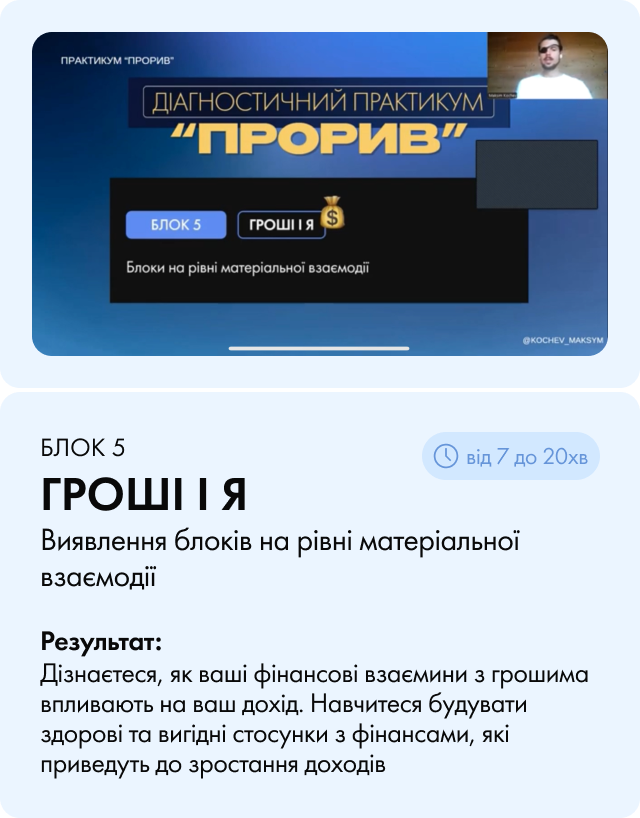 ПРАКТИКУМ "ПРОРИВ"
ДІАГНОСТИЧНИЙ ПРАКТИКУМ
“ПРОРИВ”
БЛОК 5
ГРОШІ І Я
Блоки на рівні матеріальної взаємодії
@KOCHEV_MAKSYM
БЛОК 5
від 7 до 20хв
ГРОШІ І Я
Виявлення блоків на рівні матеріальної
взаємодії
Результат:
Дізнаєтеся, як ваші фінансові взаємини з грошима
впливають на ваш дохід. Навчитеся будувати
здорові та вигідні стосунки з фінансами, які
приведуть до зростання доходів